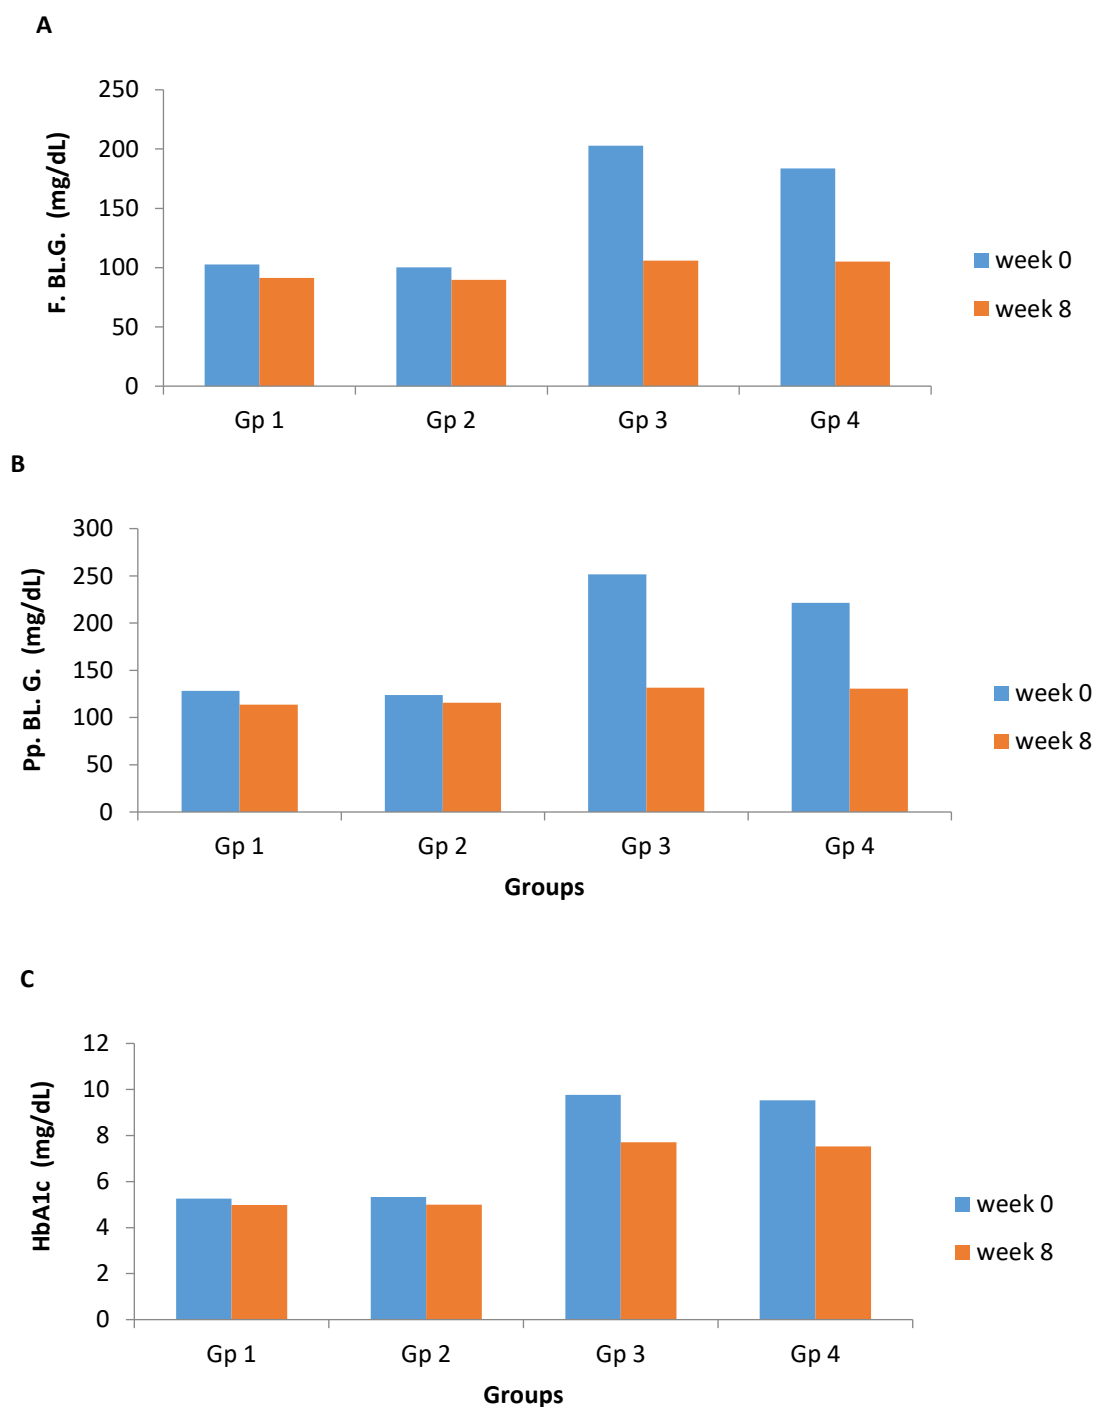 A
F. BL.G. (mg/dL)
250
200
150
100
50
0
Gp 1 Gp 2 Gp 3 Gp 4
week 0
week 8
B
Pp. BL. G. (mg/dL)
300
250
200
150
100
50
0
Gp 1 Gp 2 Gp 3 Gp 4
Groups
week 0
week 8
C
HbA1c (mg/dL)
12
10
8
6
4
2
0
Gp 1 Gp 2 Gp 3 Gp 4
Groups
week 0
week 8